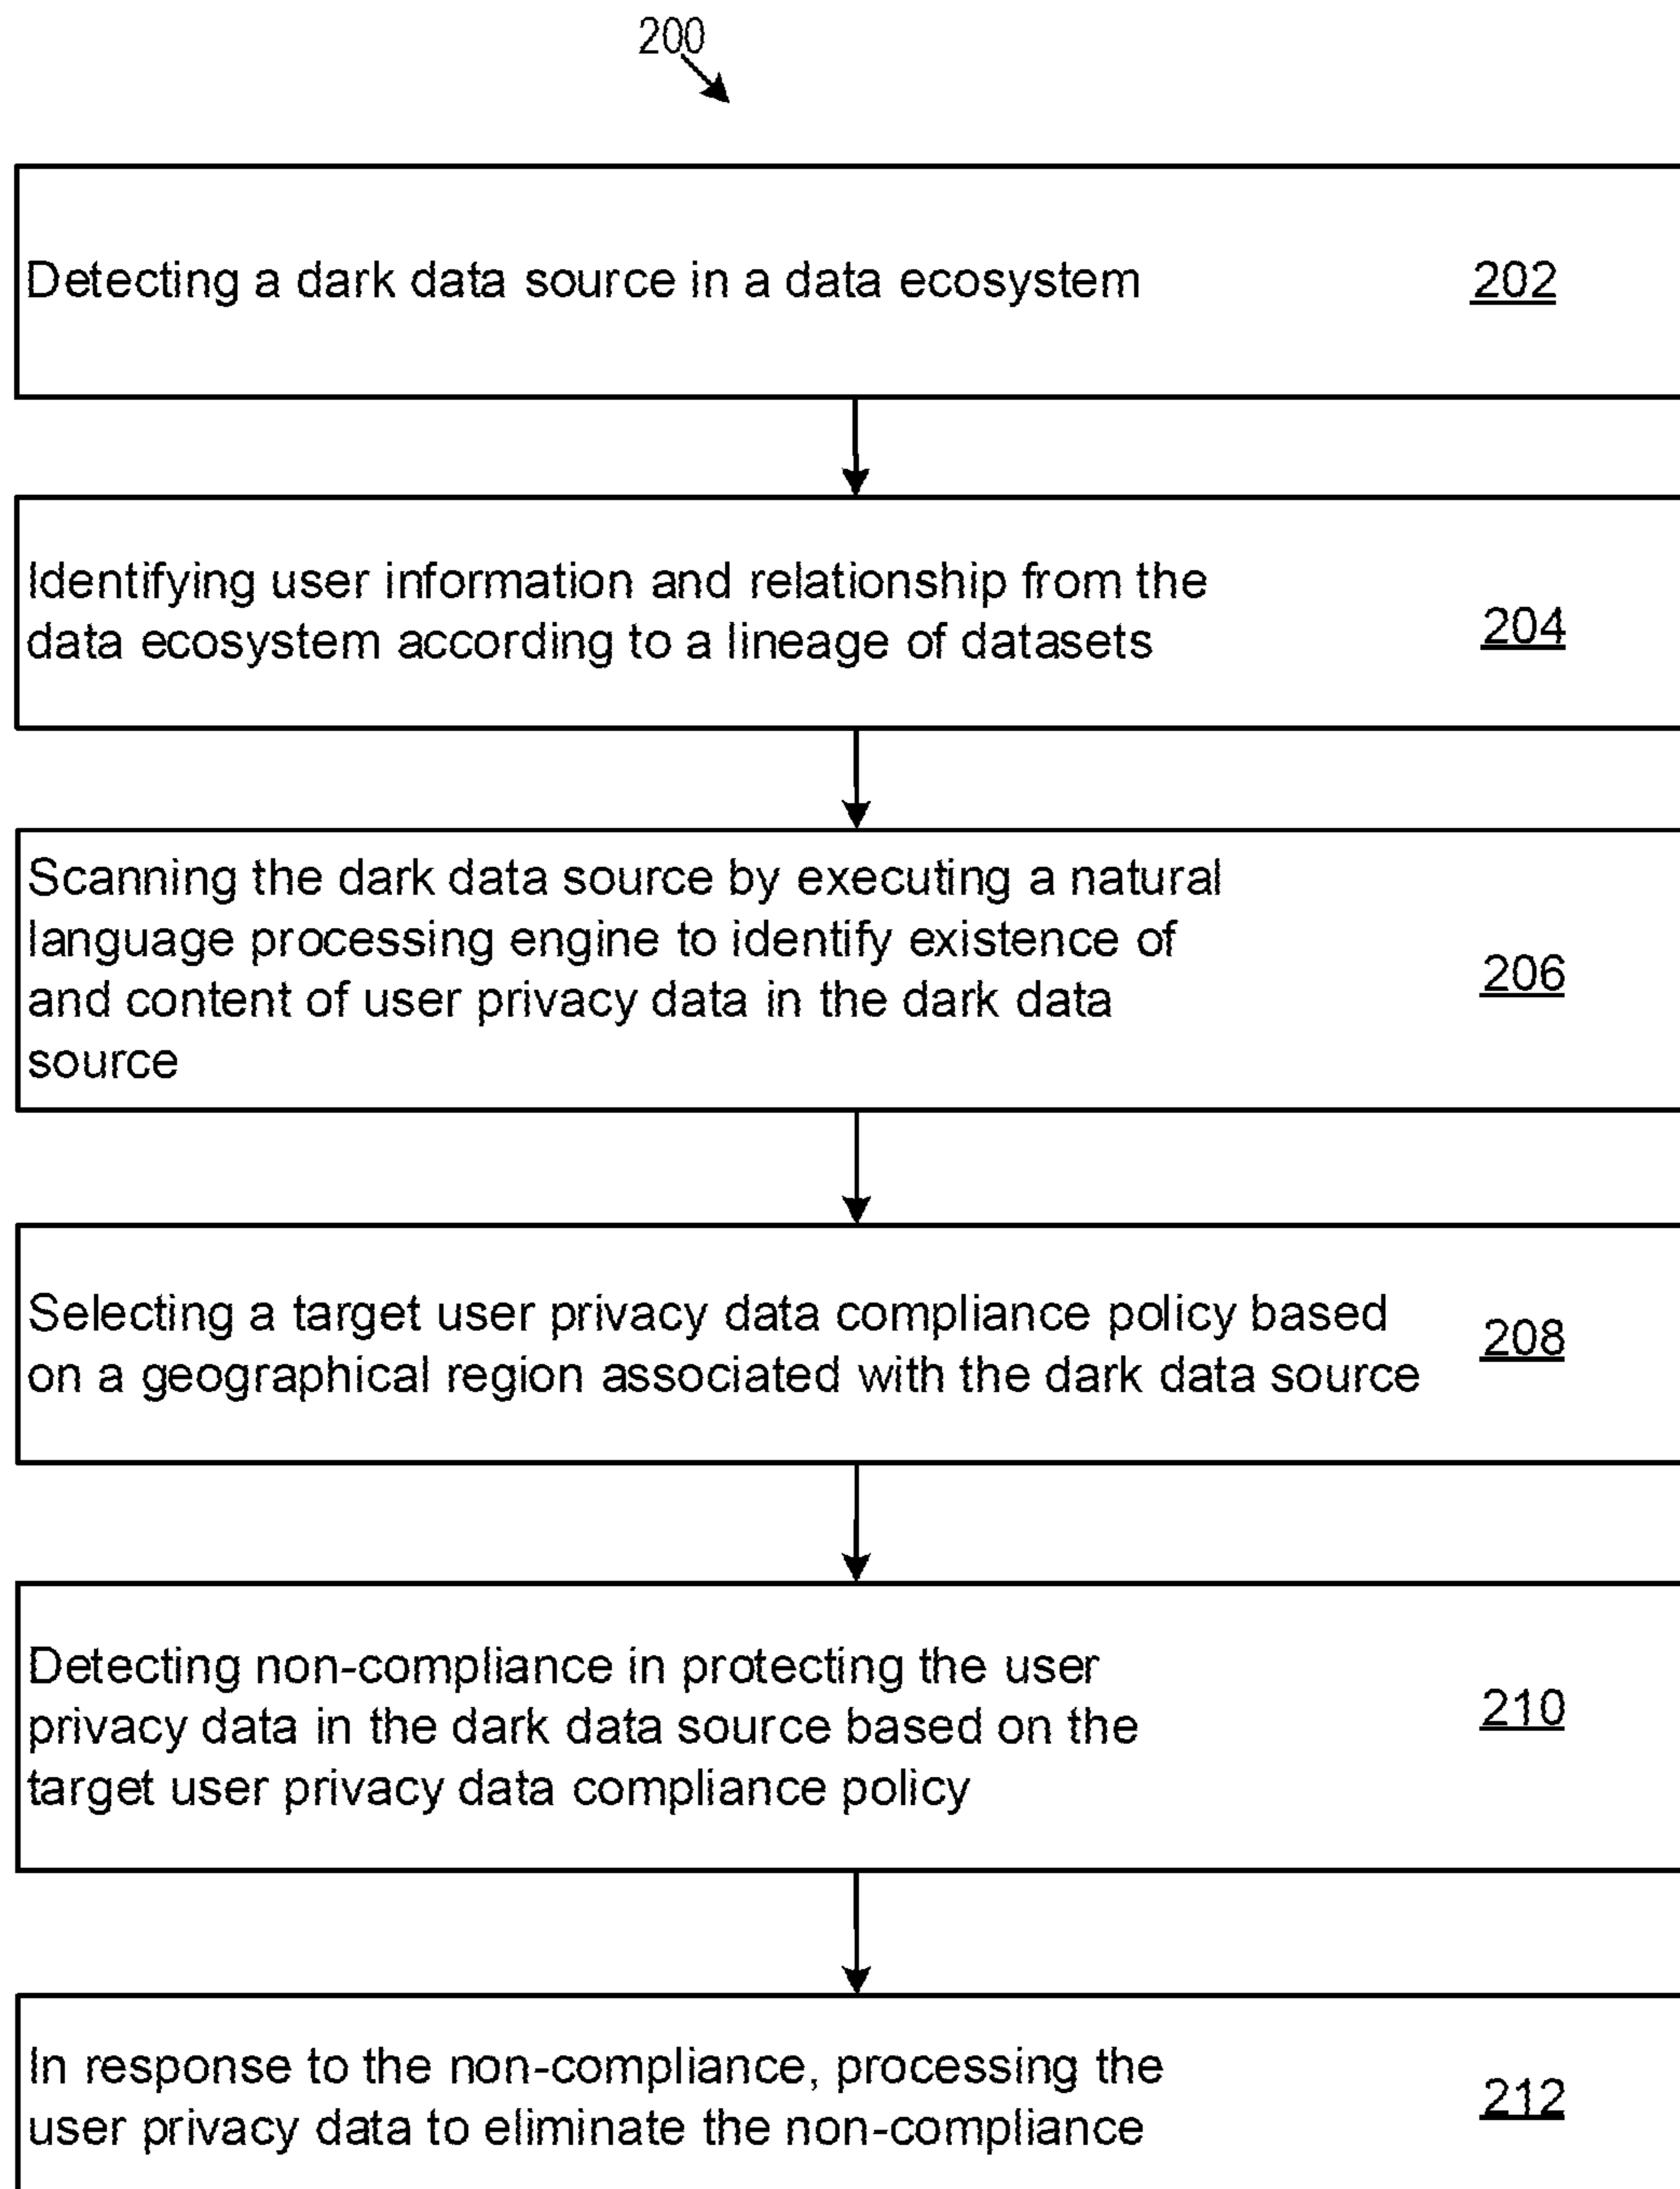 200
Detecting a dark data source in a data ecosystem 202
Identifying user information and relationship from the
data ecosystem according to a lineage of datasets
204
Scanning the dark data source by executing a natural
language processing engine to identify existence of
and content of user privacy data in the dark data
source
206
Selecting a target user privacy data compliance policy based
on a geographical region associated with the dark data source
208
Detecting non-compliance in protecting the user
privacy data in the dark data source based on the
target user privacy data compliance policy
210
In response to the non-compliance, processing the
user privacy data to eliminate the non-compliance
212